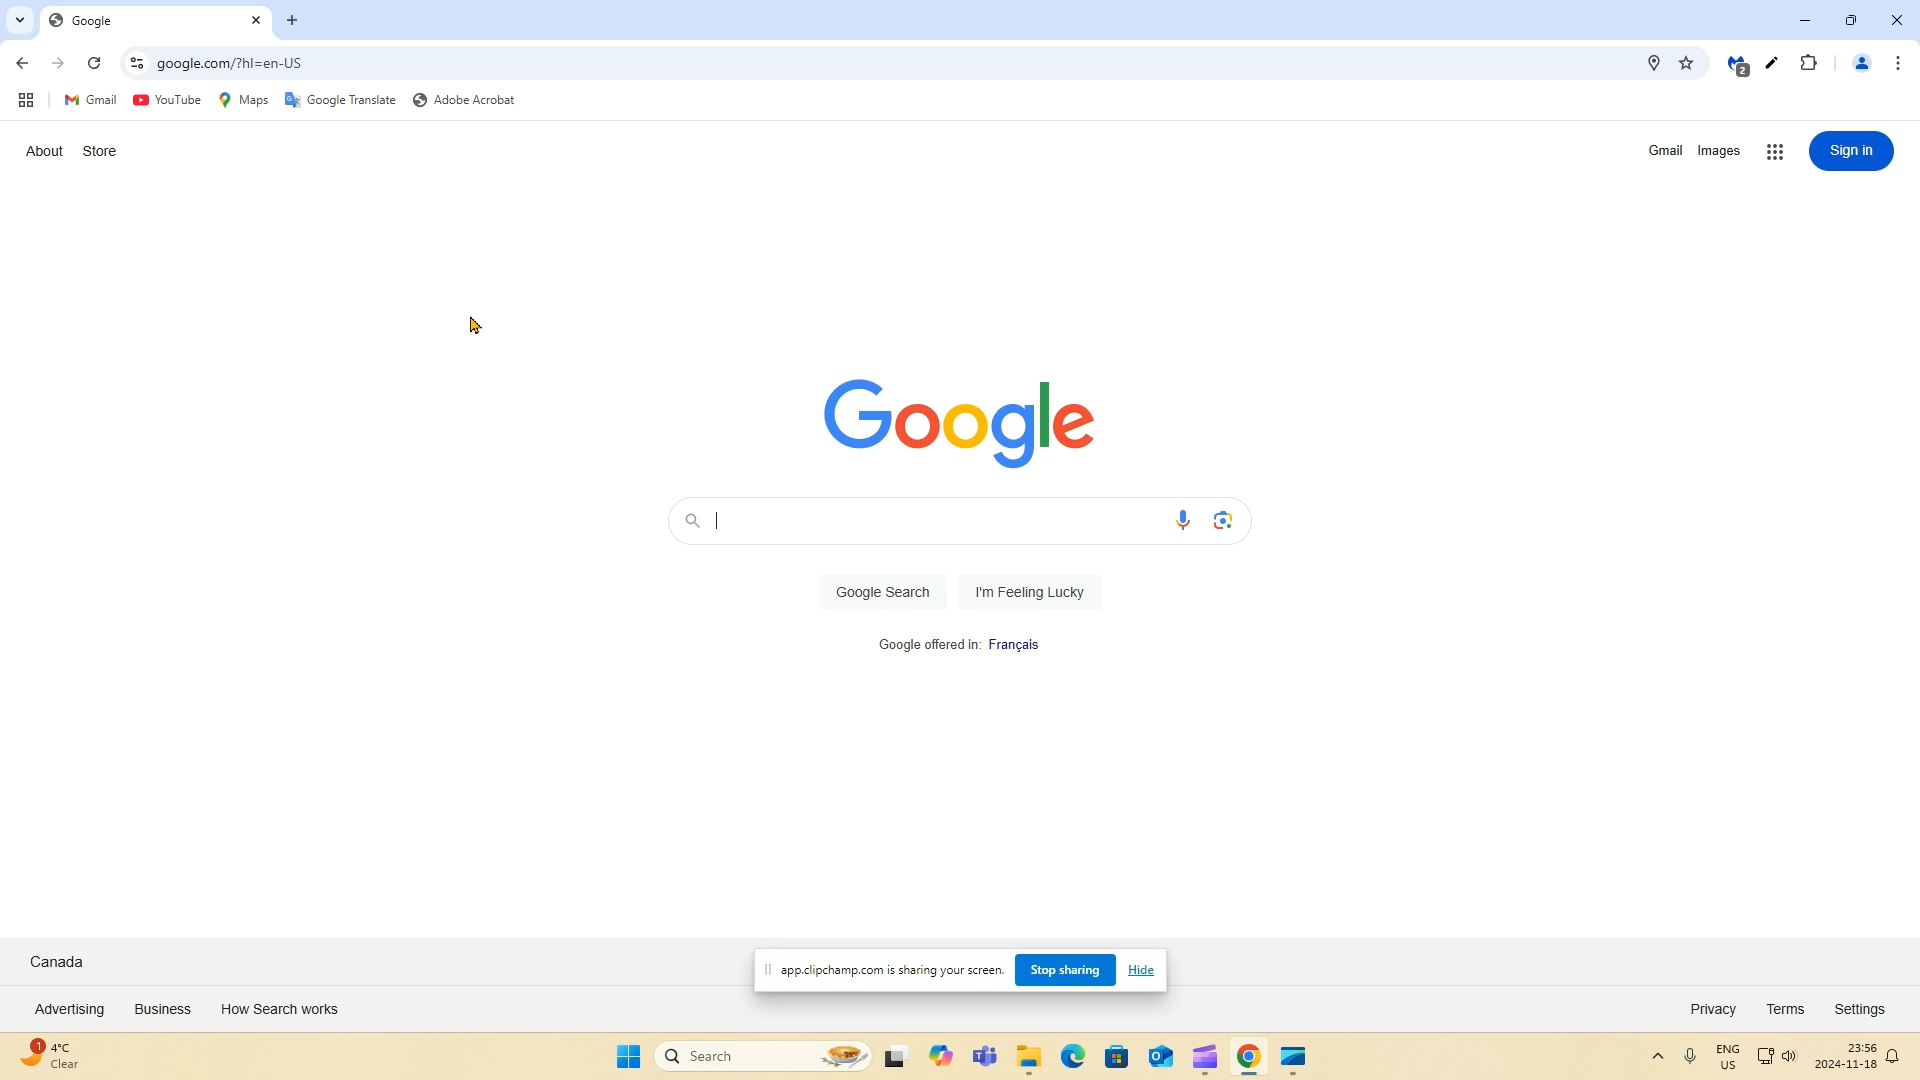 Google
google.com/?hl=en-US
2
Gmail YouTube Maps Google Translate Adobe Acrobat
About Store Gmail Images Sign in
Google
Google Search I'm Feeling Lucky
Google offered in: Français
Canada
app.clipchamp.com is sharing your screen. Stop sharing Hide
Advertising Business How Search works Privacy Terms Settings
1 4°C Search ENG 23:56
Clear US 2024-11-18